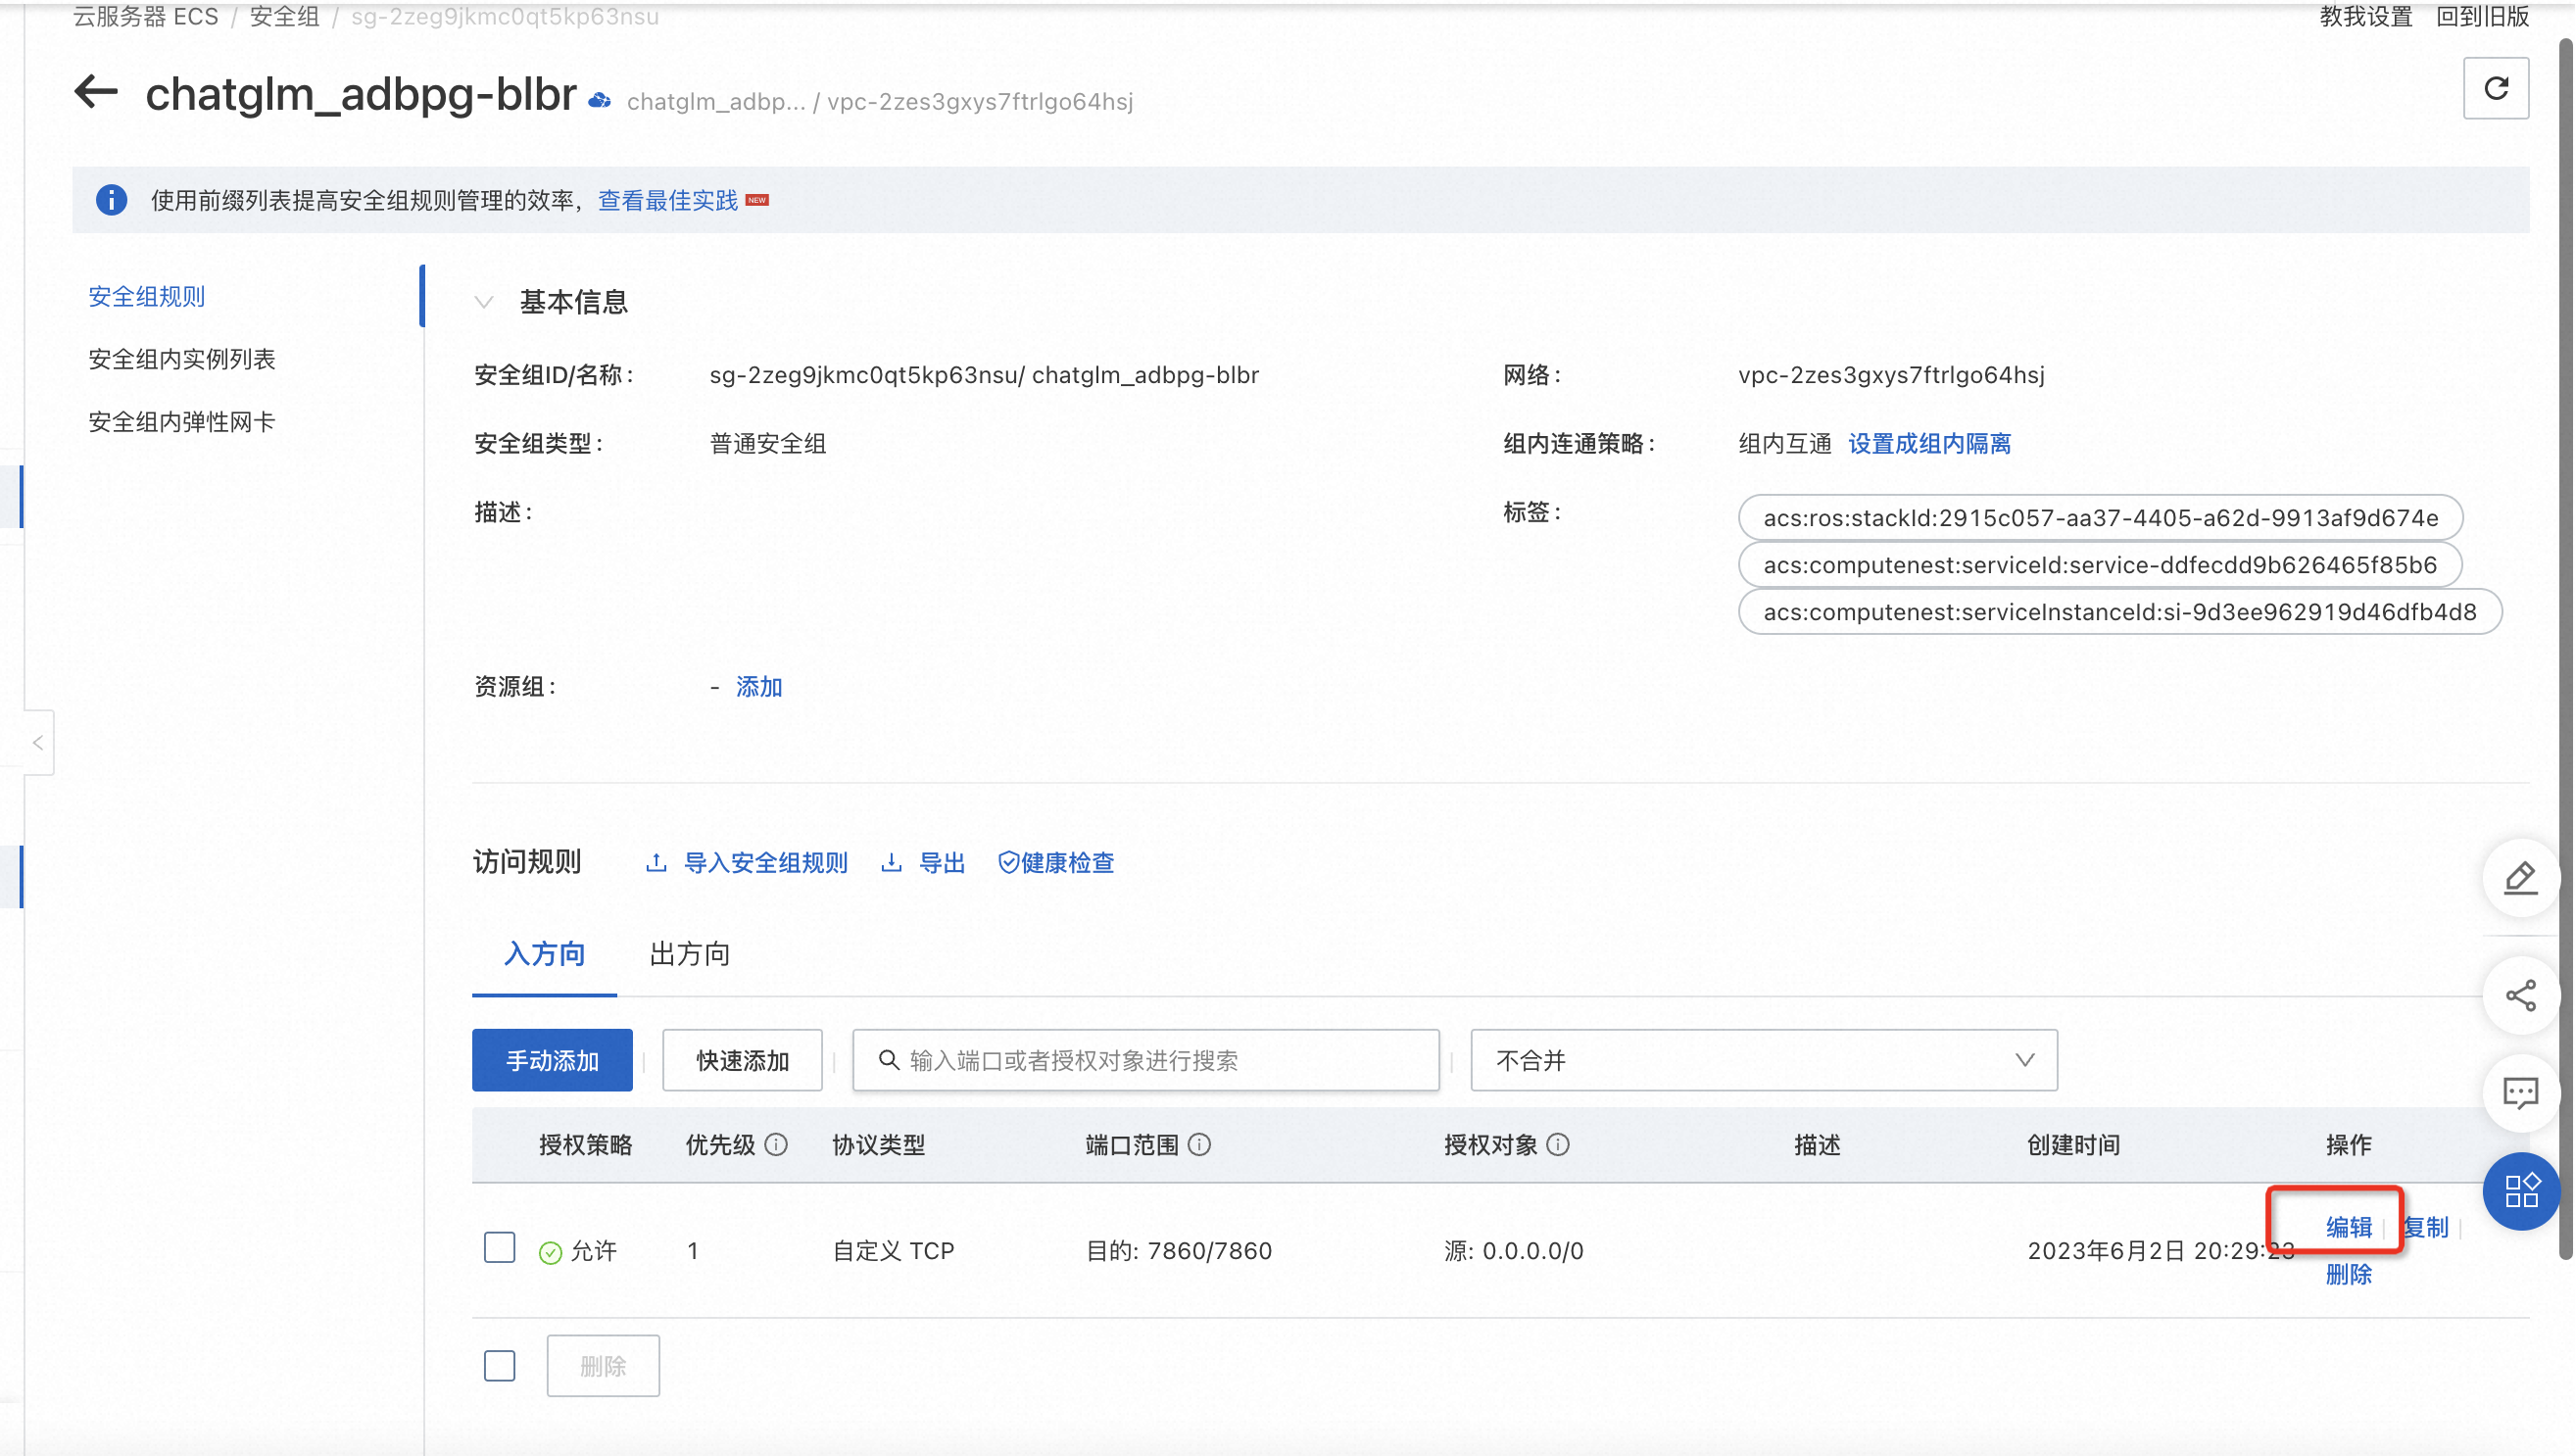 云服务器 ECS / 安全组 / sg-2zeg9jkmc0qt5kp63nsu
教我设置 回到旧版
chatglm_adbpg-blbr chatglm_adbp... / vpc-2zes3gxys7ftrlgo64hsj
使用前缀列表提高安全组规则管理的效率，查看最佳实践 NEW
安全组规则
安全组内实例列表
安全组内弹性网卡
基本信息
安全组ID/名称： sg-2zeg9jkmc0qt5kp63nsu/ chatglm_adbpg-blbr
网络： vpc-2zes3gxys7ftrlgo64hsj
安全组类型： 普通安全组
组内连通策略： 组内互通 设置成组内隔离
描述：
标签： acs:ros:stackId:2915c057-aa37-4405-a62d-9913af9d674e
acs:computenest:serviceId:service-ddfecdd9b626465f85b6
acs:computenest:serviceInstanceId:si-9d3ee962919d46dfb4d8
资源组： - 添加
访问规则 导入安全组规则 导出 健康检查
入方向 出方向
手动添加 快速添加 输入端口或者授权对象进行搜索 不合并
授权策略 优先级 协议类型 端口范围 授权对象 描述 创建时间 操作
允许 1 自定义 TCP 目的: 7860/7860 源: 0.0.0.0/0 2023年6月2日 20:29:23 编辑 复制
删除
删除